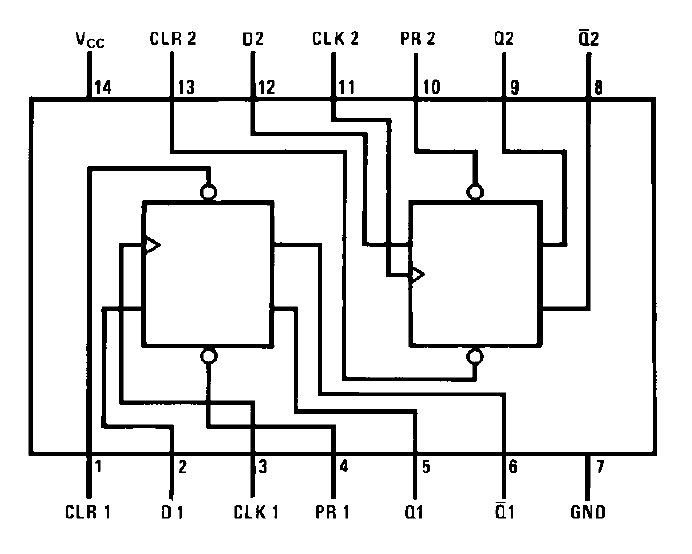 VCC CLR 2 D2 CLK 2 PR 2 Q2 Q̅2
14 13 12 11 10 9 8
1 2 3 4 5 6 7
CLR 1 D1 CLK 1 PR 1 Q1 Q̅1 GND